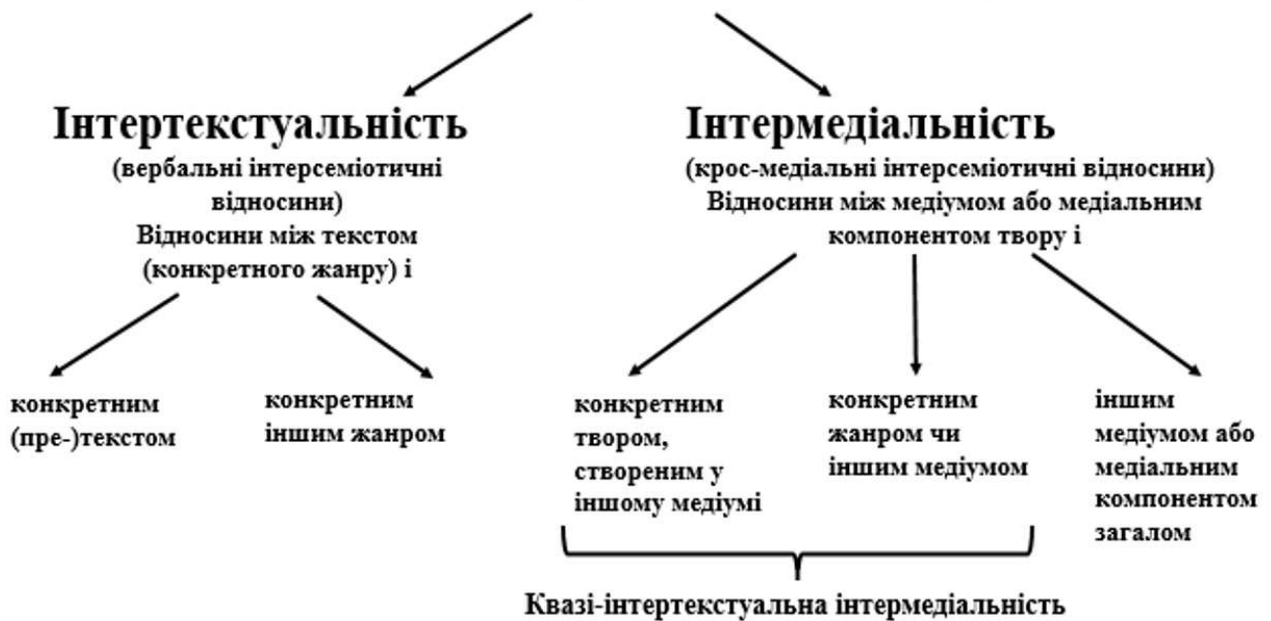 Інтертекстуальність
(вербальні інтерсеміотичні
відносини)
Відносини між текстом
(конкретного жанру) і
Інтермедіальність
(крос-медіальні інтерсеміотичні відносини)
Відносини між медіумом або медіальним
компонентом твору і
конкретним
(пре-)текстом
конкретним
іншим жанром
конкретним
твором,
створеним у
іншому медіумі
конкретним
жанром чи
іншим медіумом
іншим
медіумом або
медіальним
компонентом
загалом
Квазі-інтертекстуальна інтермедіальність